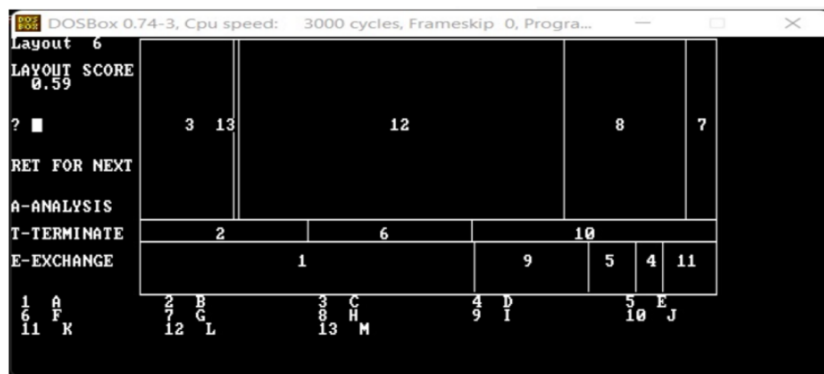 DOSBox 0.74-3, Cpu speed: 3000 cycles, Frameskip 0, Progra...
Layout 6
LAYOUT SCORE
0.59
? 3 13 12 8 7
RET FOR NEXT
A-ANALYSIS
T-TERMINATE 2 6 10
E-EXCHANGE 1 9 5 4 11
1 A 2 B 3 C 4 D 5 E
6 F 7 G 8 H 9 I 10 J
11 K 12 L 13 M